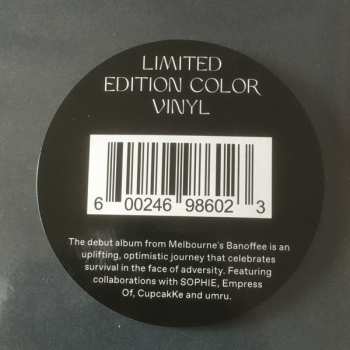 LIMITED
EDITION COLOR
VINYL
6 00246 98602 3
The debut album from Melbourne's Banoffee is an
uplifting, optimistic journey that celebrates
survival in the face of adversity. Featuring
collaborations with SOPHIE, Empress
Of, CupcakKe and umru.